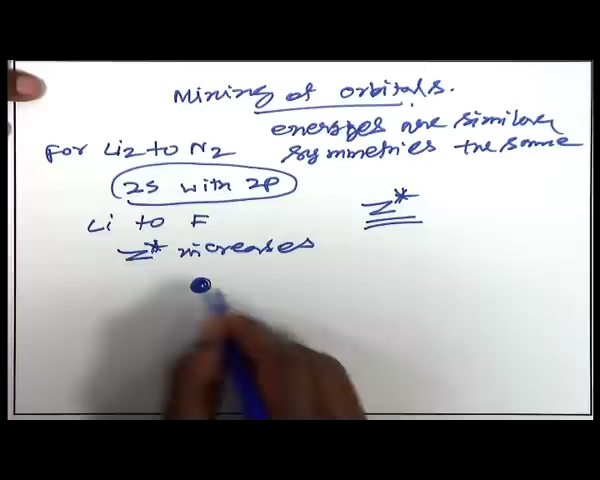 Mixing of orbitals.
energies are similar
symmetries the same
For Li2 to N2
2s with 2p
Z*
Li to F
Z* increases